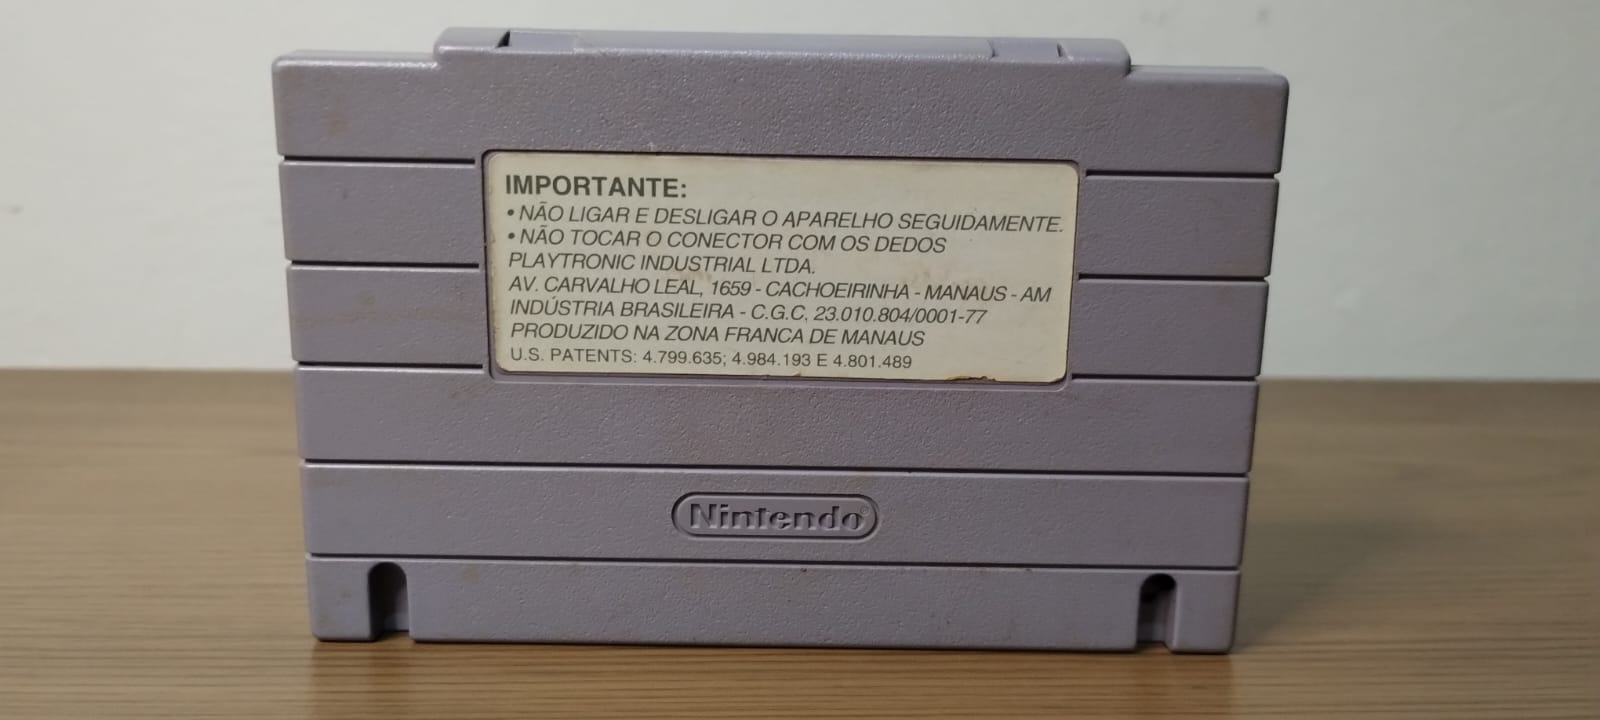 IMPORTANTE:
• NÃO LIGAR E DESLIGAR O APARELHO SEGUIDAMENTE.
• NÃO TOCAR O CONECTOR COM OS DEDOS
PLAYTRONIC INDUSTRIAL LTDA.
AV. CARVALHO LEAL, 1659 - CACHOEIRINHA - MANAUS - AM
INDÚSTRIA BRASILEIRA - C.G.C. 23.010.804/0001-77
PRODUZIDO NA ZONA FRANCA DE MANAUS
U.S. PATENTS: 4.799.635; 4.984.193 E 4.801.489
Nintendo®